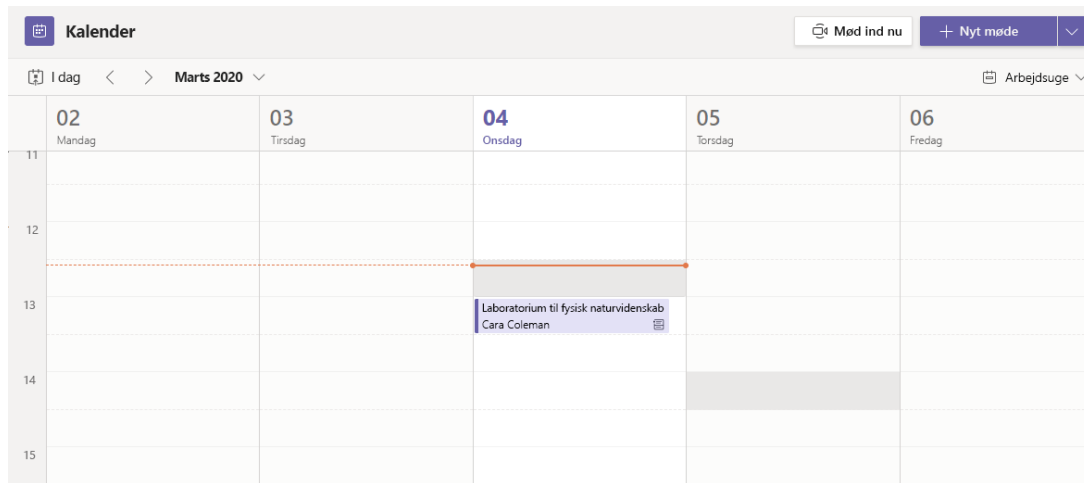 Kalender
Mød ind nu
Nyt møde
I dag
Marts 2020
Arbejdsuge
02
Mandag
03
Tirsdag
04
Onsdag
05
Torsdag
06
Fredag
11
12
13
Laboratorium til fysisk naturvidenskab
Cara Coleman
14
15